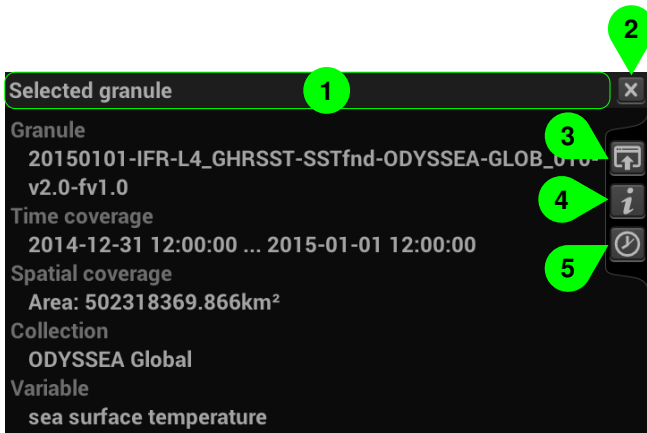 2
Selected granule
1
x
Granule
3
20150101-IFR-L4_GHRSST-SSTfnd-ODYSSEA-GLOB_010-
v2.0-fv1.0
4
i
Time coverage
2014-12-31 12:00:00 ... 2015-01-01 12:00:00
5
Spatial coverage
Area: 502318369.866km²
Collection
ODYSSEA Global
Variable
sea surface temperature